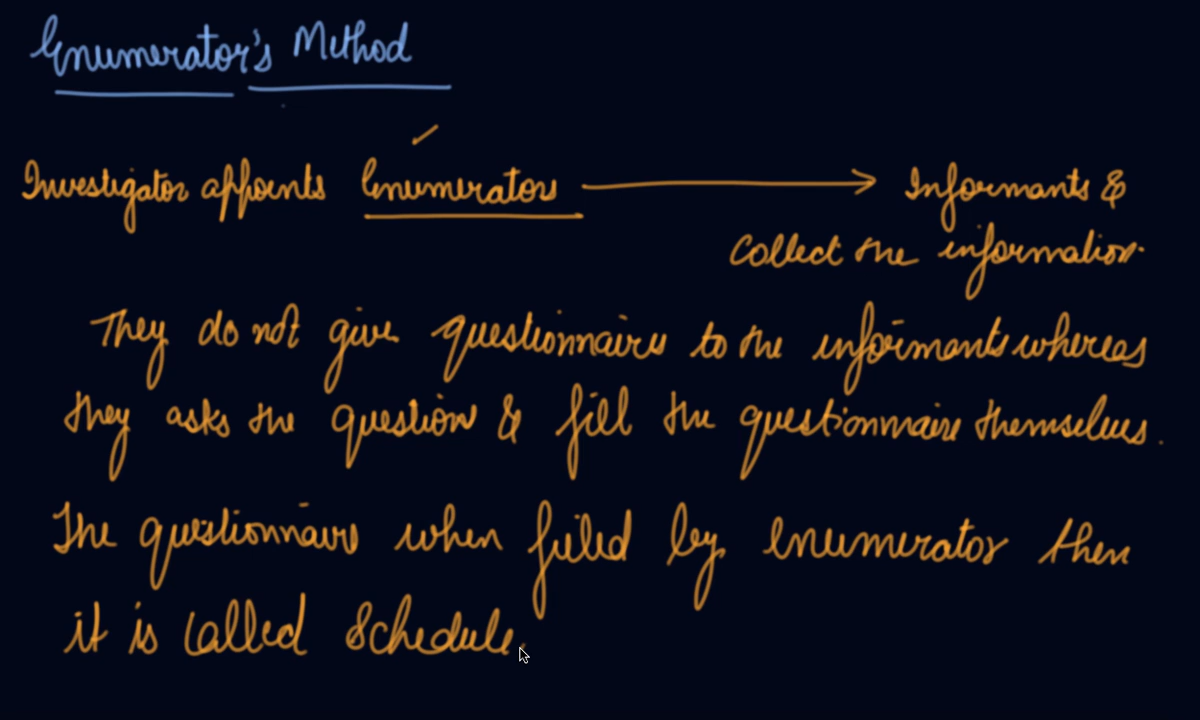 Enumerator's Method
Investigator appoints Enumerators → Informants &
Collect the information.
They do not give questionnaire to the informants whereas
they asks the question & fill the questionnaire themselves.
The questionnaire when filled by enumerator then
it is called Schedule.